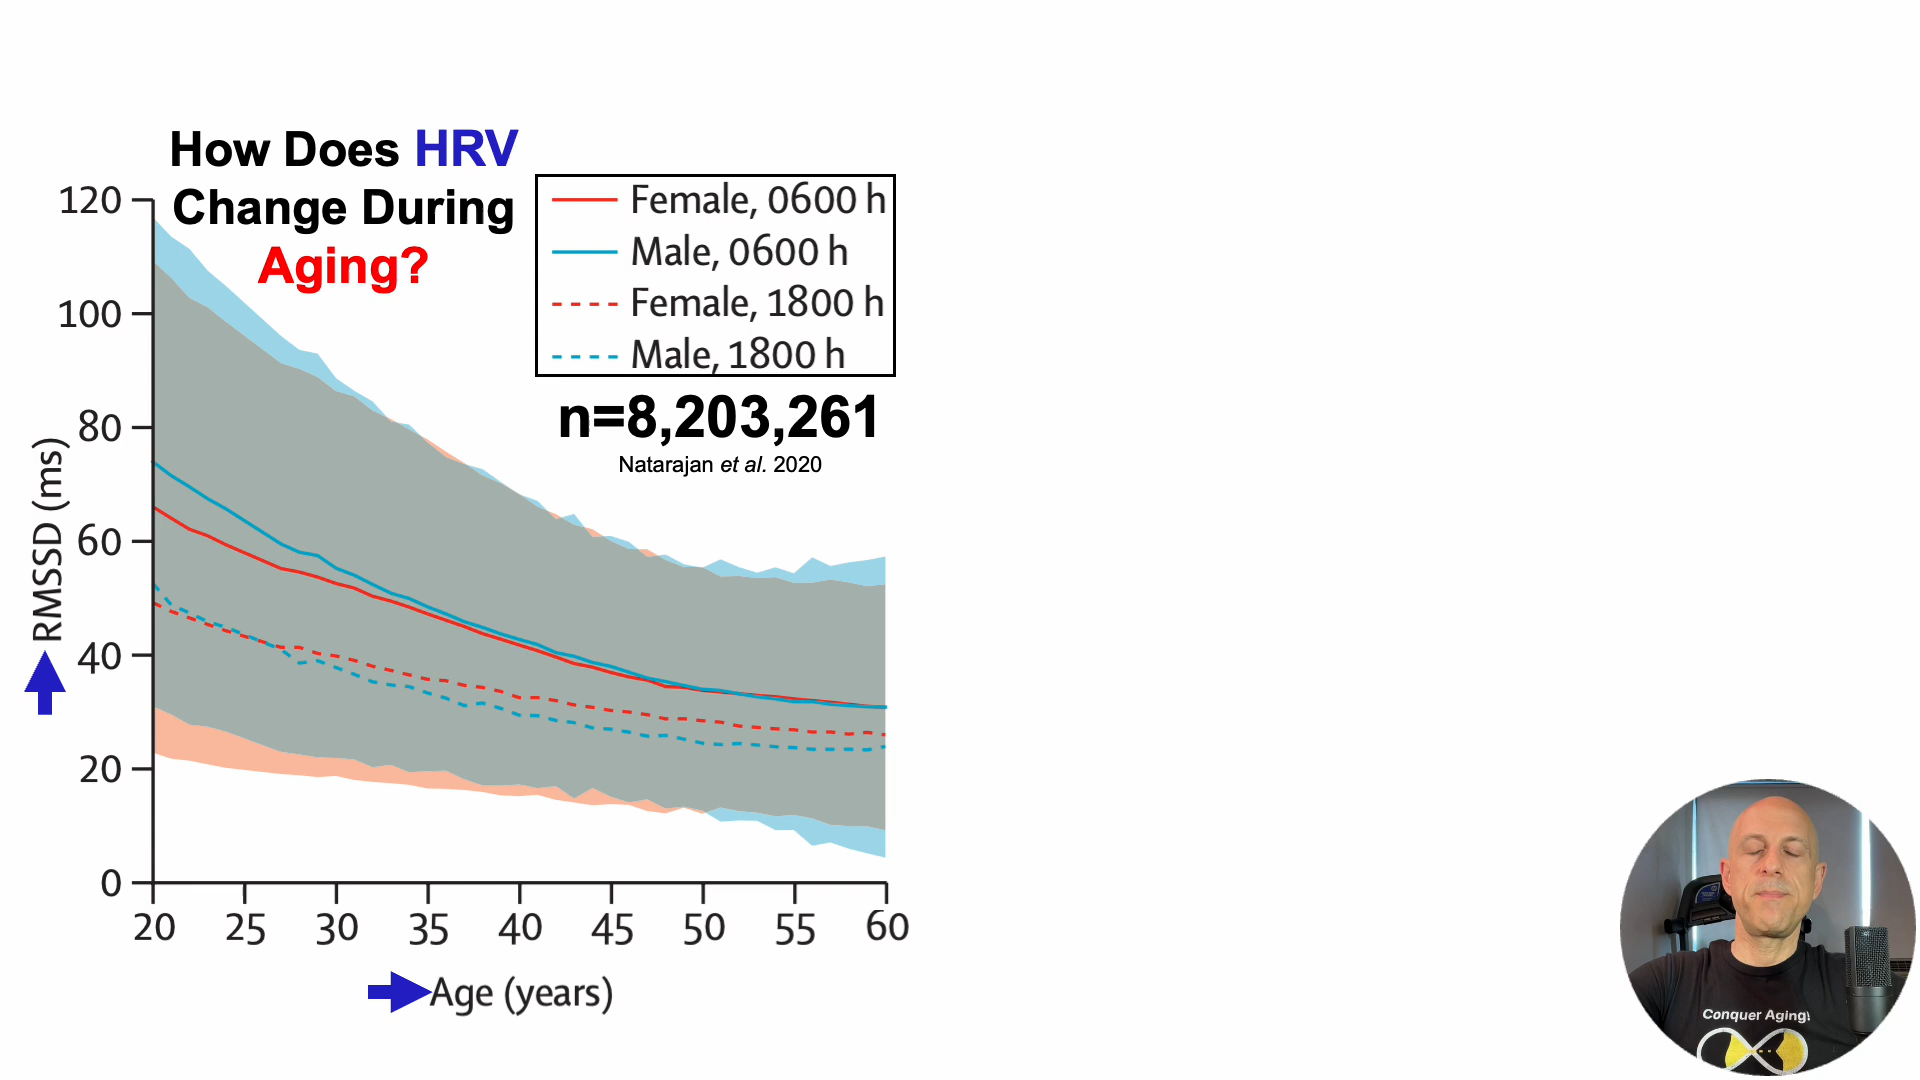 How Does HRV
Change During
Aging?
Female, 0600 h
Male, 0600 h
Female, 1800 h
Male, 1800 h
n=8,203,261
Natarajan et al. 2020
RMSSD (ms)
120
100
80
60
40
20
0
20 25 30 35 40 45 50 55 60
Age (years)
Conquer Aging!